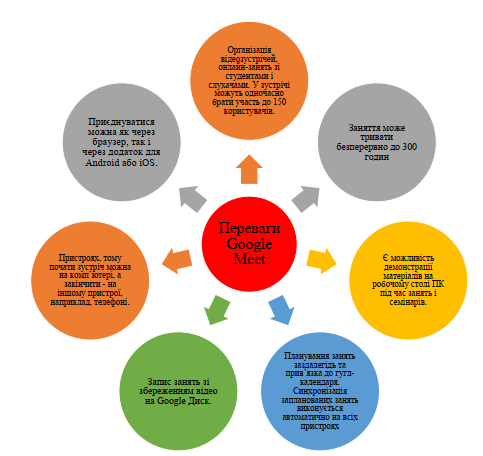 Організація
відеозустрічей,
онлайн-занять зі
студентами і
слухачами. У зустрічі
можуть одночасно
брати участь до 150
користувачів.
Заняття може
тривати
безперервно до 300
годин
Є можливість
демонстрації
матеріалів на
робочому столі ПК
під час занять і
семінарів.
Планування занять
заздалегідь та
прив’язка до гугл-
календаря.
Синхронізація
запланованих занять
виконується
автоматично на всіх
пристроях
Запис занять зі
збереженням відео
на Google Диск.
Пристроях, тому
почати зустріч можна
на комп’ютері, а
закінчити - на
іншому пристрої,
наприклад, телефоні.
Приєднуватися
можна як через
браузер, так і
через додаток для
Android або iOS.
Переваги
Google
Meet